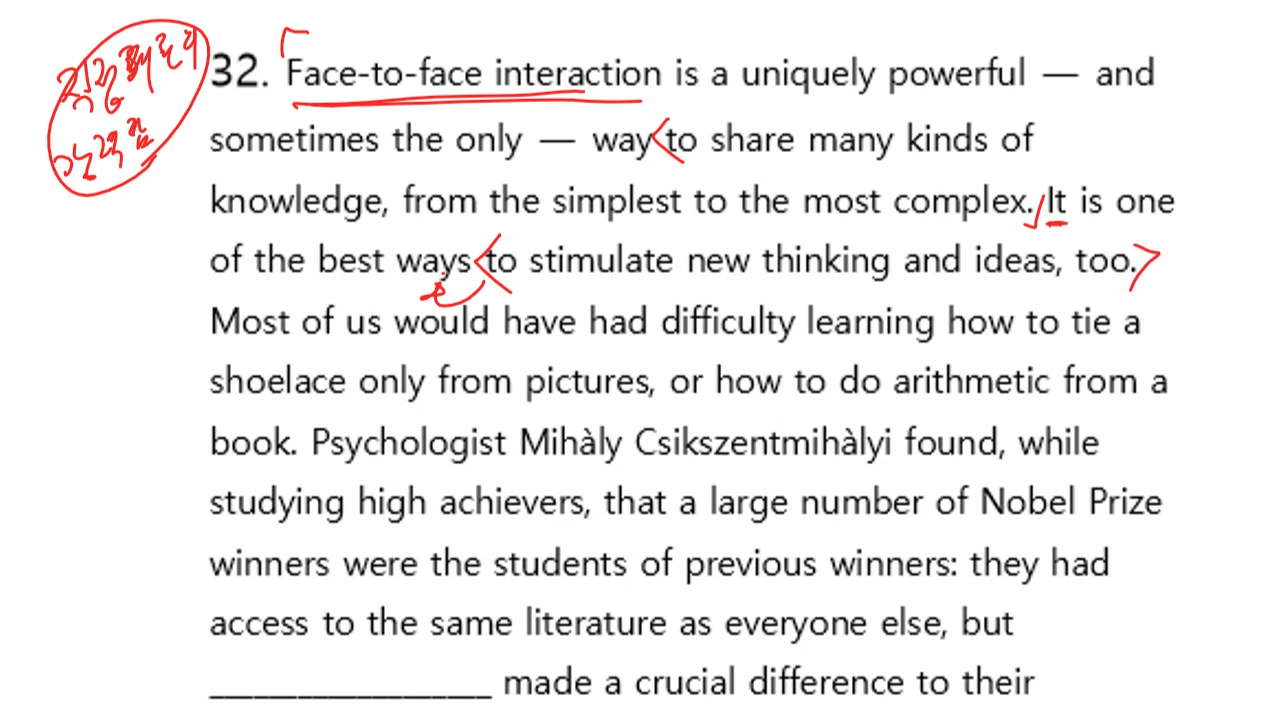 32. Face-to-face interaction is a uniquely powerful — and
sometimes the only — way to share many kinds of
knowledge, from the simplest to the most complex. It is one
of the best ways to stimulate new thinking and ideas, too.
Most of us would have had difficulty learning how to tie a
shoelace only from pictures, or how to do arithmetic from a
book. Psychologist Mihàly Csikszentmihàlyi found, while
studying high achievers, that a large number of Nobel Prize
winners were the students of previous winners: they had
access to the same literature as everyone else, but
__________________ made a crucial difference to their